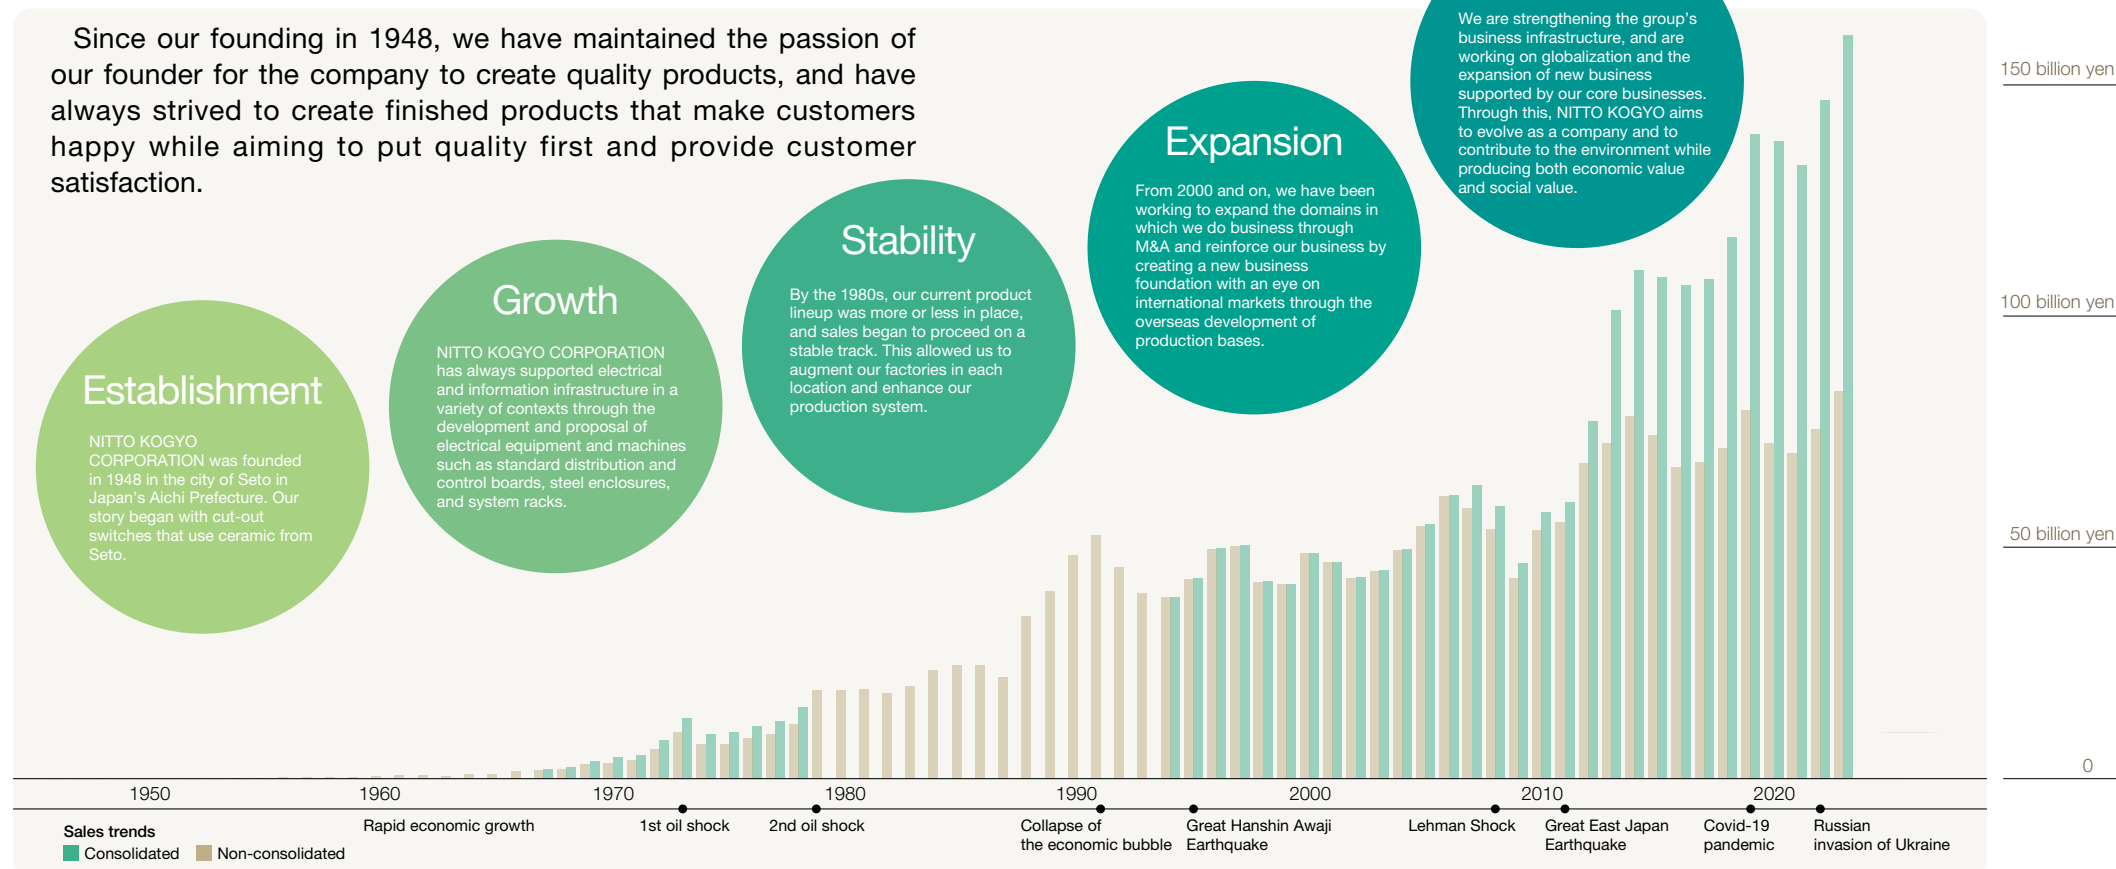 Since our founding in 1948, we have maintained the passion of
our founder for the company to create quality products, and have
always strived to create finished products that make customers
happy while aiming to put quality first and provide customer
satisfaction.
Establishment
NITTO KOGYO
CORPORATION was founded
in 1948 in the city of Seto in
Japan's Aichi Prefecture. Our
story began with cut-out
switches that use ceramic from
Seto.
Growth
NITTO KOGYO CORPORATION
has always supported electrical
and information infrastructure in a
variety of contexts through the
development and proposal of
electrical equipment and machines
such as standard distribution and
control boards, steel enclosures,
and system racks.
Stability
By the 1980s, our current product
lineup was more or less in place,
and sales began to proceed on a
stable track. This allowed us to
augment our factories in each
location and enhance our
production system.
Expansion
From 2000 and on, we have been
working to expand the domains in
which we do business through
M&A and reinforce our business by
creating a new business
foundation with an eye on
international markets through the
overseas development of
production bases.
We are strengthening the group's
business infrastructure, and are
working on globalization and the
expansion of new business
supported by our core businesses.
Through this, NITTO KOGYO aims
to evolve as a company and to
contribute to the environment while
producing both economic value
and social value.
150 billion yen
100 billion yen
50 billion yen
0
1950
1960
1970
1980
1990
2000
2010
2020
Rapid economic growth
1st oil shock
2nd oil shock
Collapse of
the economic bubble
Great Hanshin Awaji
Earthquake
Lehman Shock
Great East Japan
Earthquake
Covid-19
pandemic
Russian
invasion of Ukraine
Sales trends
Consolidated
Non-consolidated